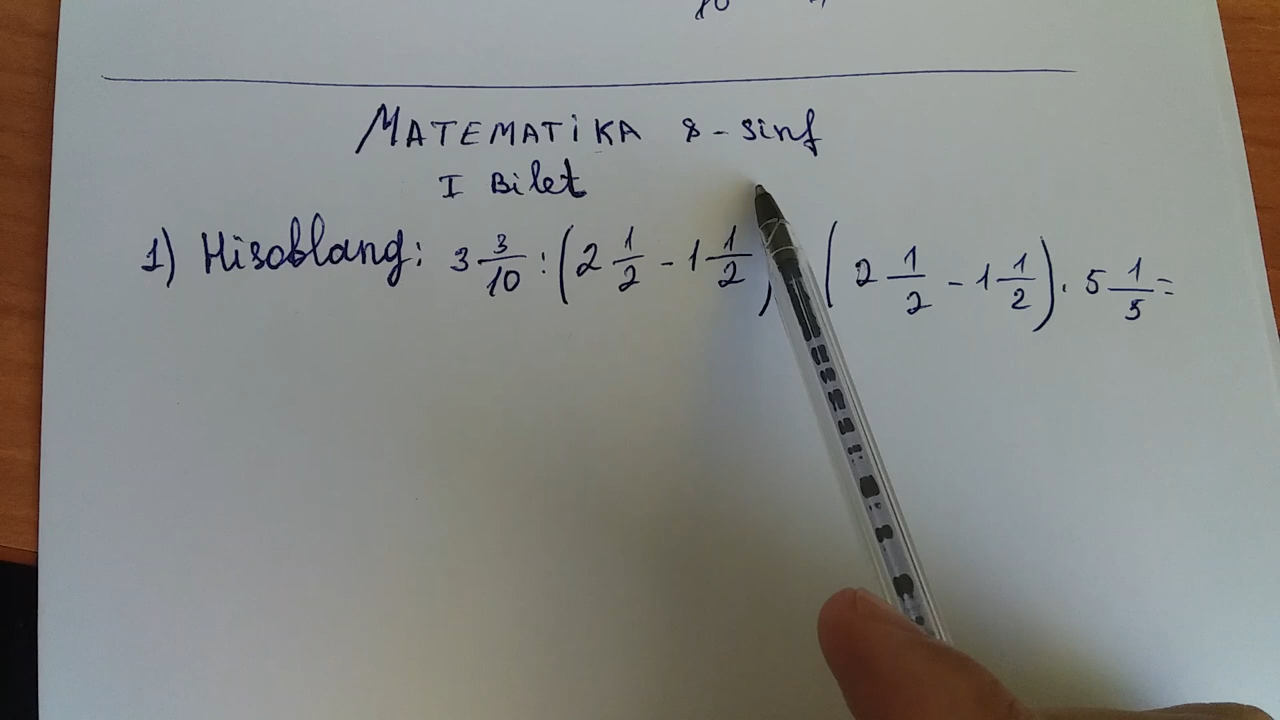 MATEMATIKA 8-sinf
I Bilet
1) Hisoblang: 3 3/10 : (2 1/2 - 1 1/2) (2 1/2 - 1 1/2) · 5 1/5 =